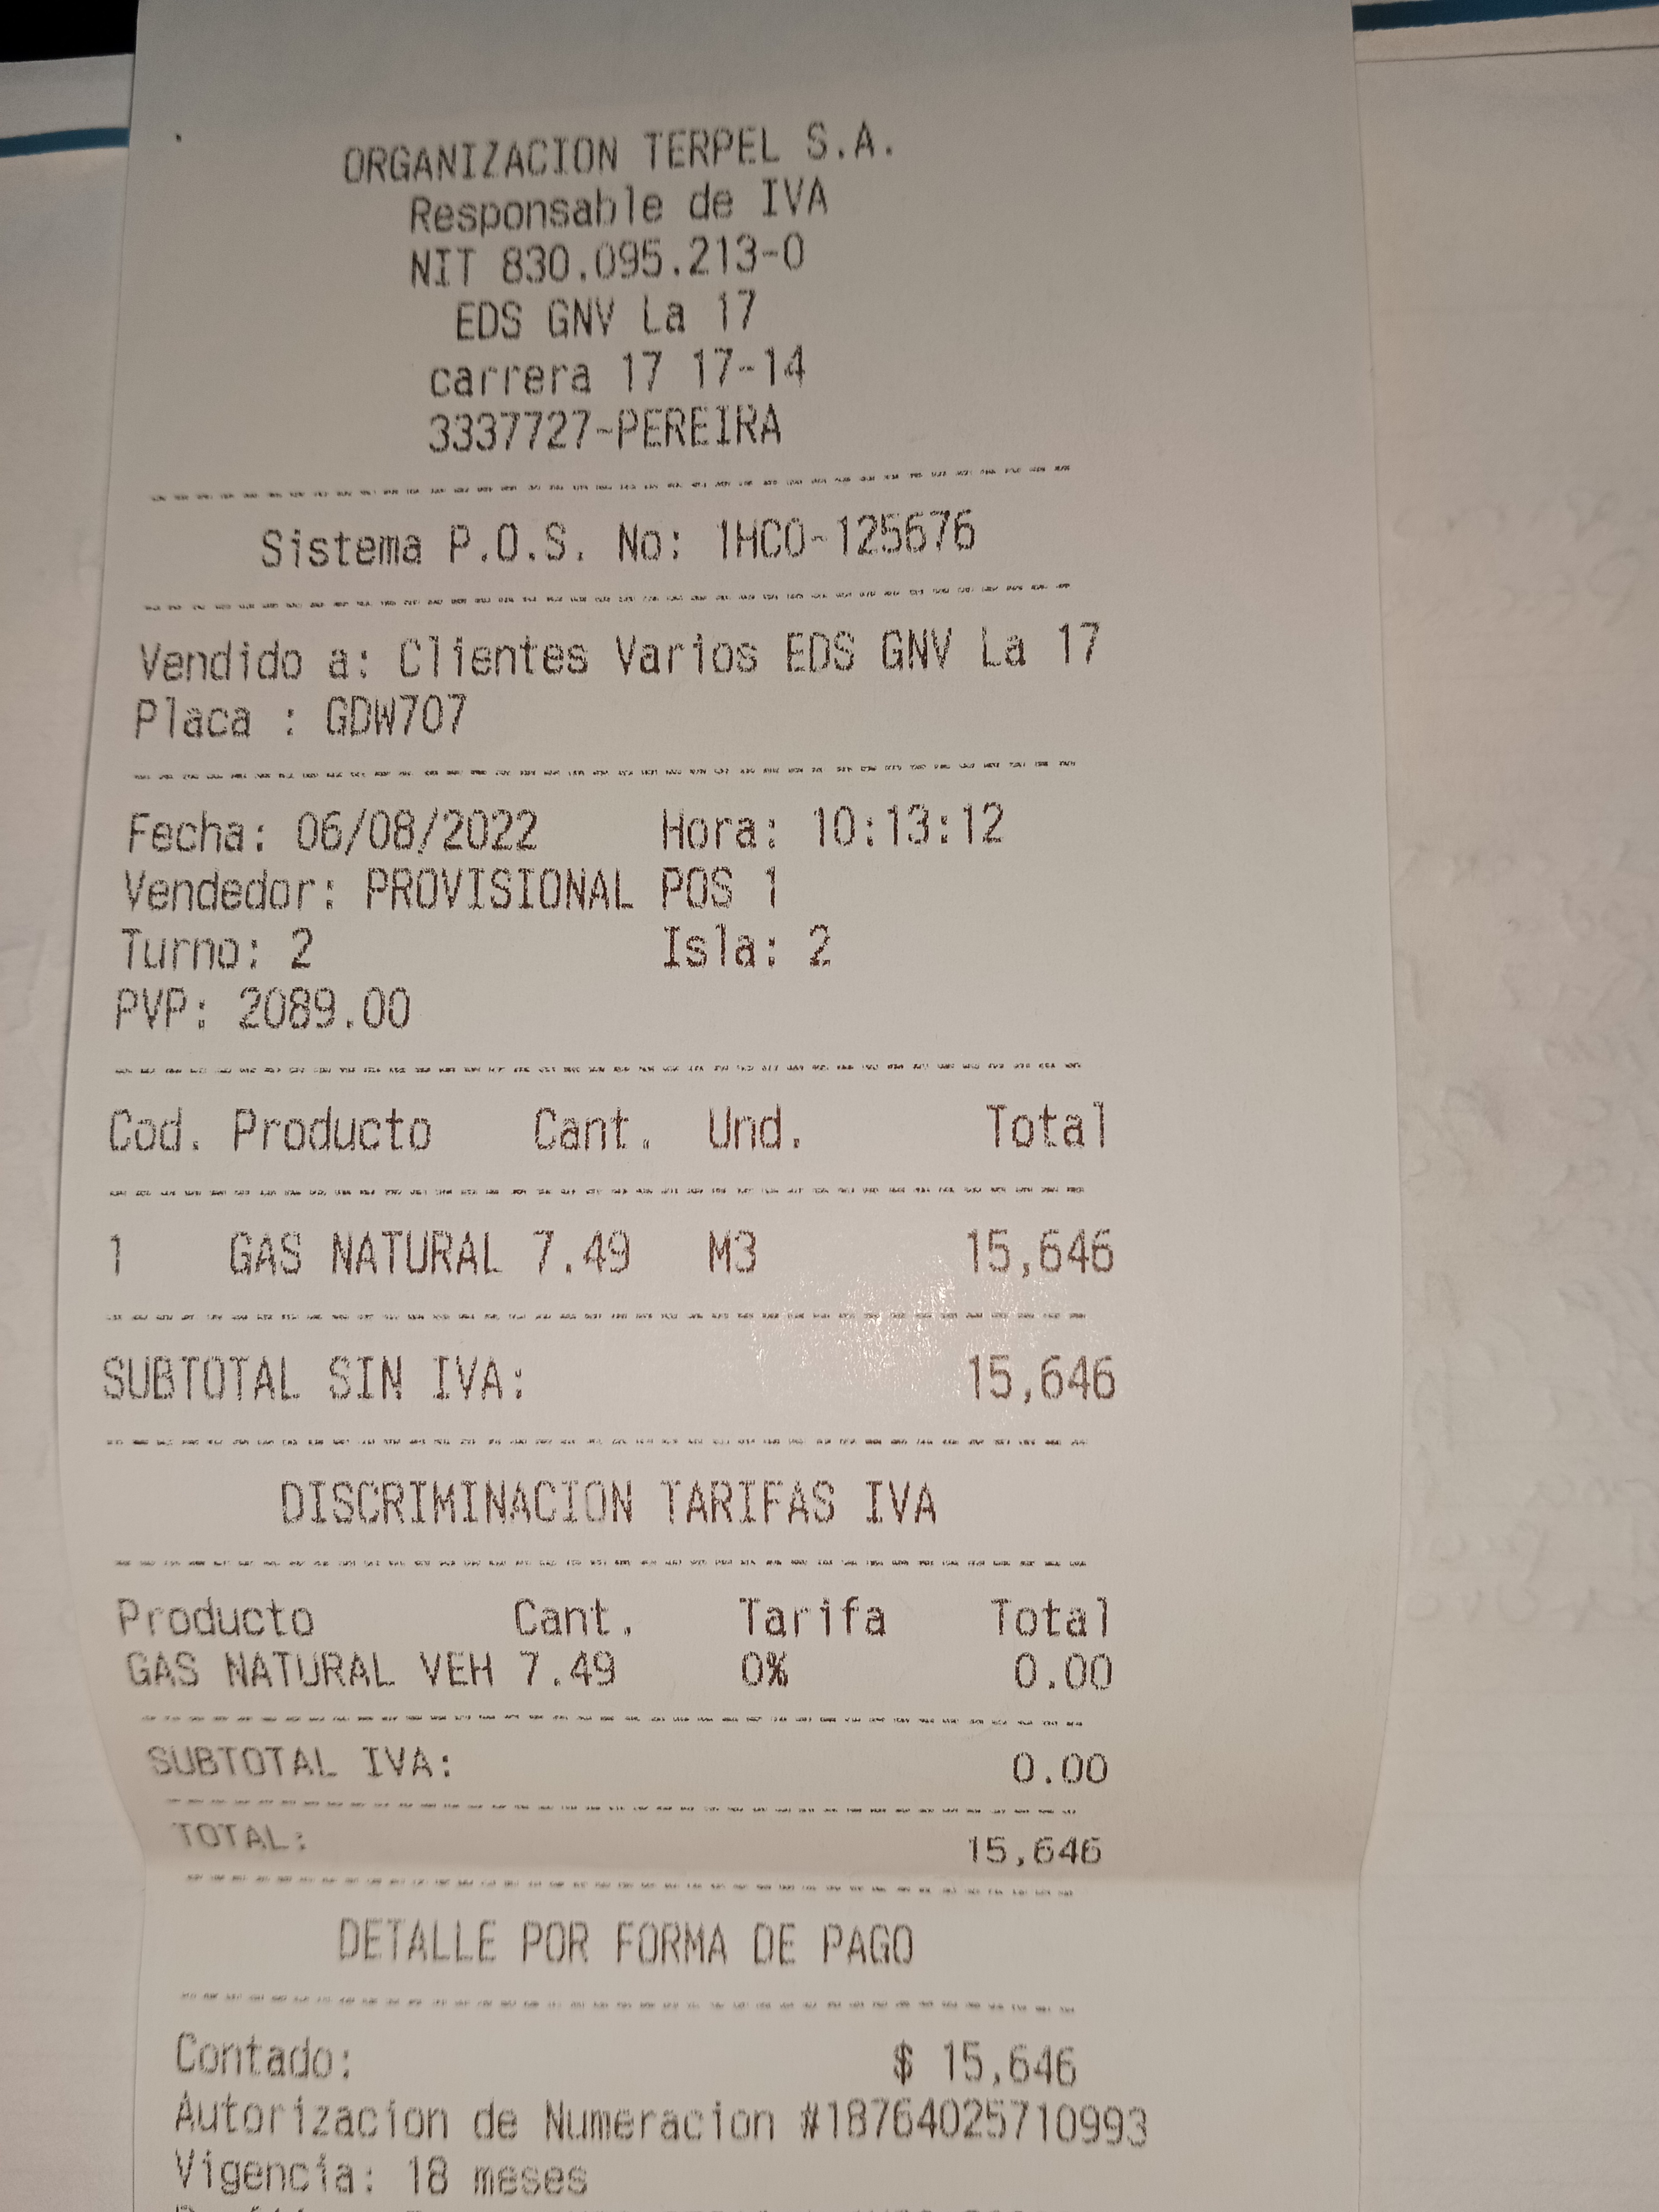 ORGANIZACION TERPEL S.A.
Responsable de IVA
NIT 830.095.213-0
EDS GNV La 17
carrera 17 17-14
3337727-PEREIRA
Sistema P.O.S. No: 1HCO-125676
Vendido a: Clientes Varios EDS GNV La 17
Placa : GDW707
Fecha: 06/08/2022 Hora: 10:13:12
Vendedor: PROVISIONAL POS 1
Turno: 2 Isla: 2
PVP: 2089.00
Cod. Producto Cant. Und. Total
1 GAS NATURAL 7.49 M3 15,646
SUBTOTAL SIN IVA: 15,646
DISCRIMINACION TARIFAS IVA
Producto Cant. Tarifa Total
GAS NATURAL VEH 7.49 0% 0.00
SUBTOTAL IVA: 0.00
TOTAL: 15,646
DETALLE POR FORMA DE PAGO
Contado: $ 15,646
Autorizacion de Numeracion #18764025710993
Vigencia: 18 meses